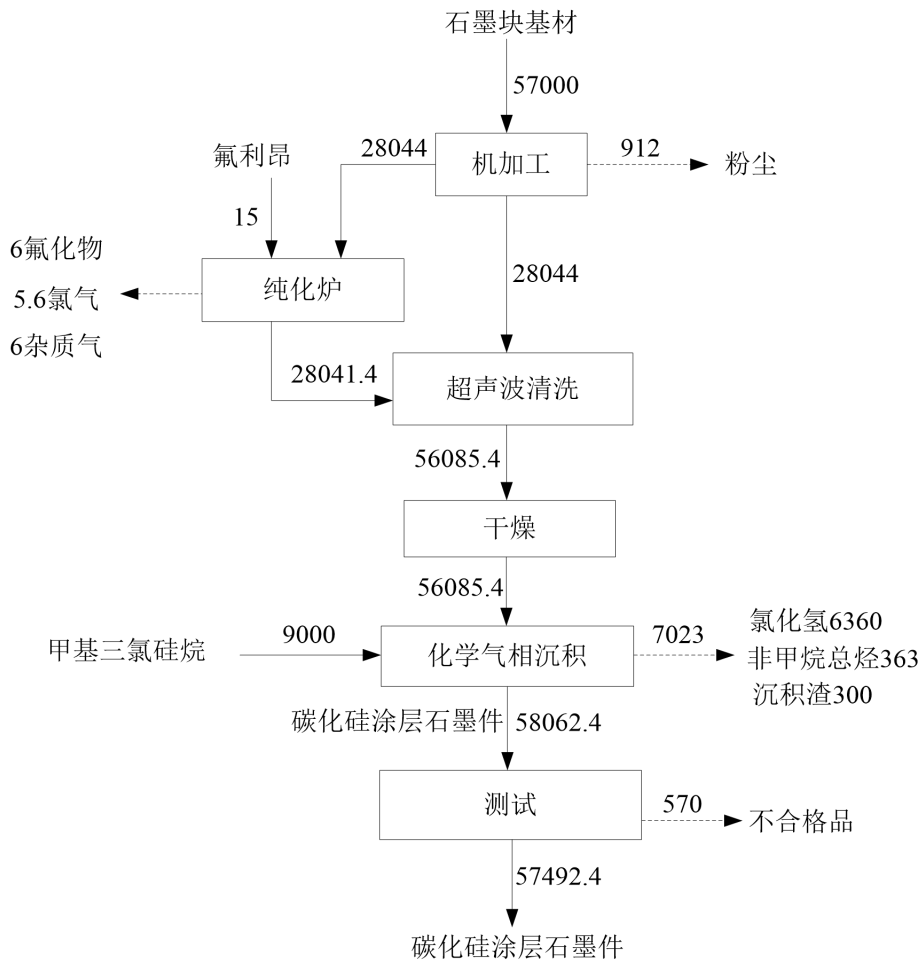 石墨块基材
57000
氟利昂
28044
机加工
912
粉尘
15
6氟化物
5.6氯气
6杂质气
纯化炉
28044
28041.4
超声波清洗
56085.4
干燥
56085.4
甲基三氯硅烷
9000
化学气相沉积
7023
氯化氢6360
非甲烷总烃363
沉积渣300
碳化硅涂层石墨件
58062.4
测试
570
不合格品
57492.4
碳化硅涂层石墨件